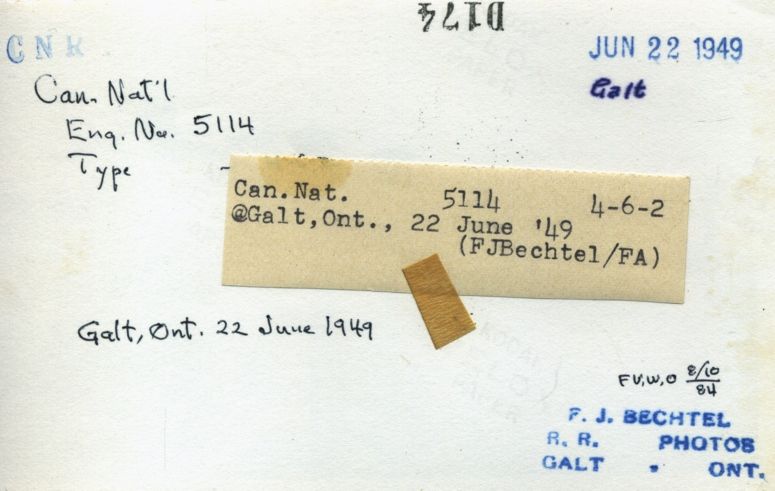 D174
CNR
JUN 22 1949
Galt
Can. Nat'l
Eng. No. 5114
Type
Can.Nat. 5114 4-6-2
@Galt,Ont., 22 June '49
(FJBechtel/FA)
Galt, Ont. 22 June 1949
FV,W,O 8/10
84
F. J. BECHTEL
R. R. PHOTOS
GALT . ONT.